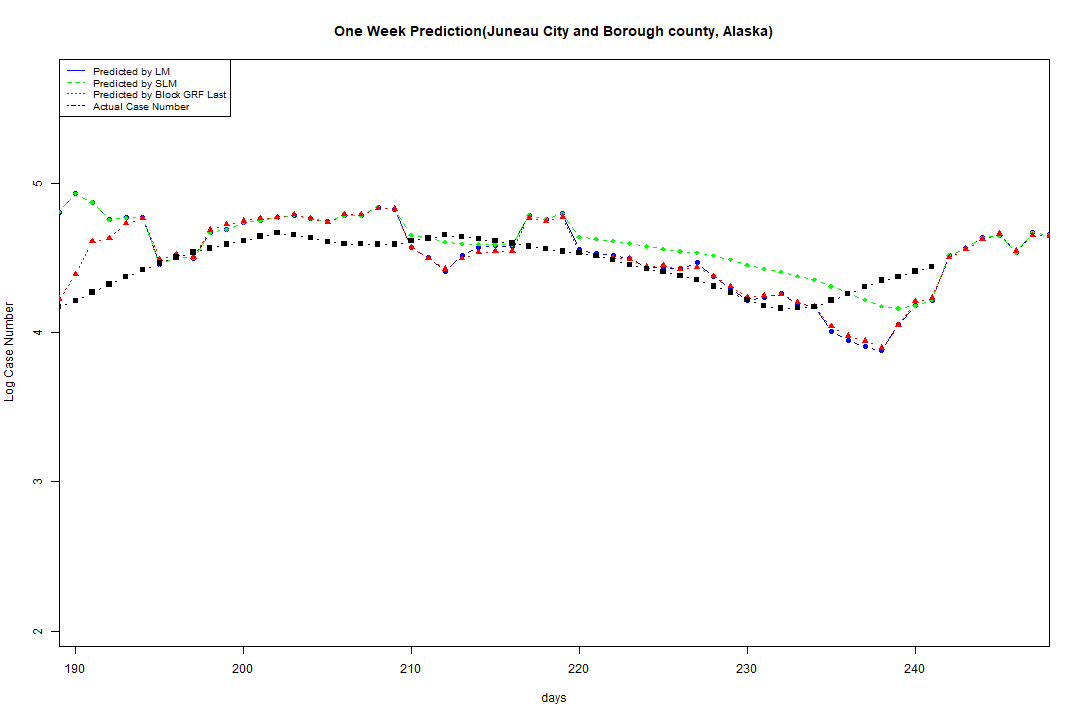 One Week Prediction(Juneau City and Borough county, Alaska)
Predicted by LM
Predicted by SLM
Predicted by Block GRF Last
Actual Case Number
5
4
3
2
Log Case Number
190 200 210 220 230 240
days